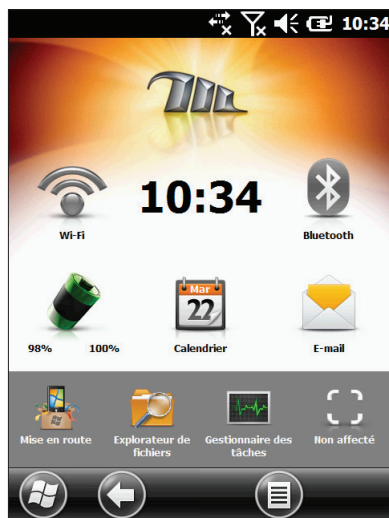 10:34
10:34
Wi-Fi
Bluetooth
Mar
22
98% 100%
Calendrier
E-mail
Mise en route
Explorateur de
fichiers
Gestionnaire des
tâches
Non affecté